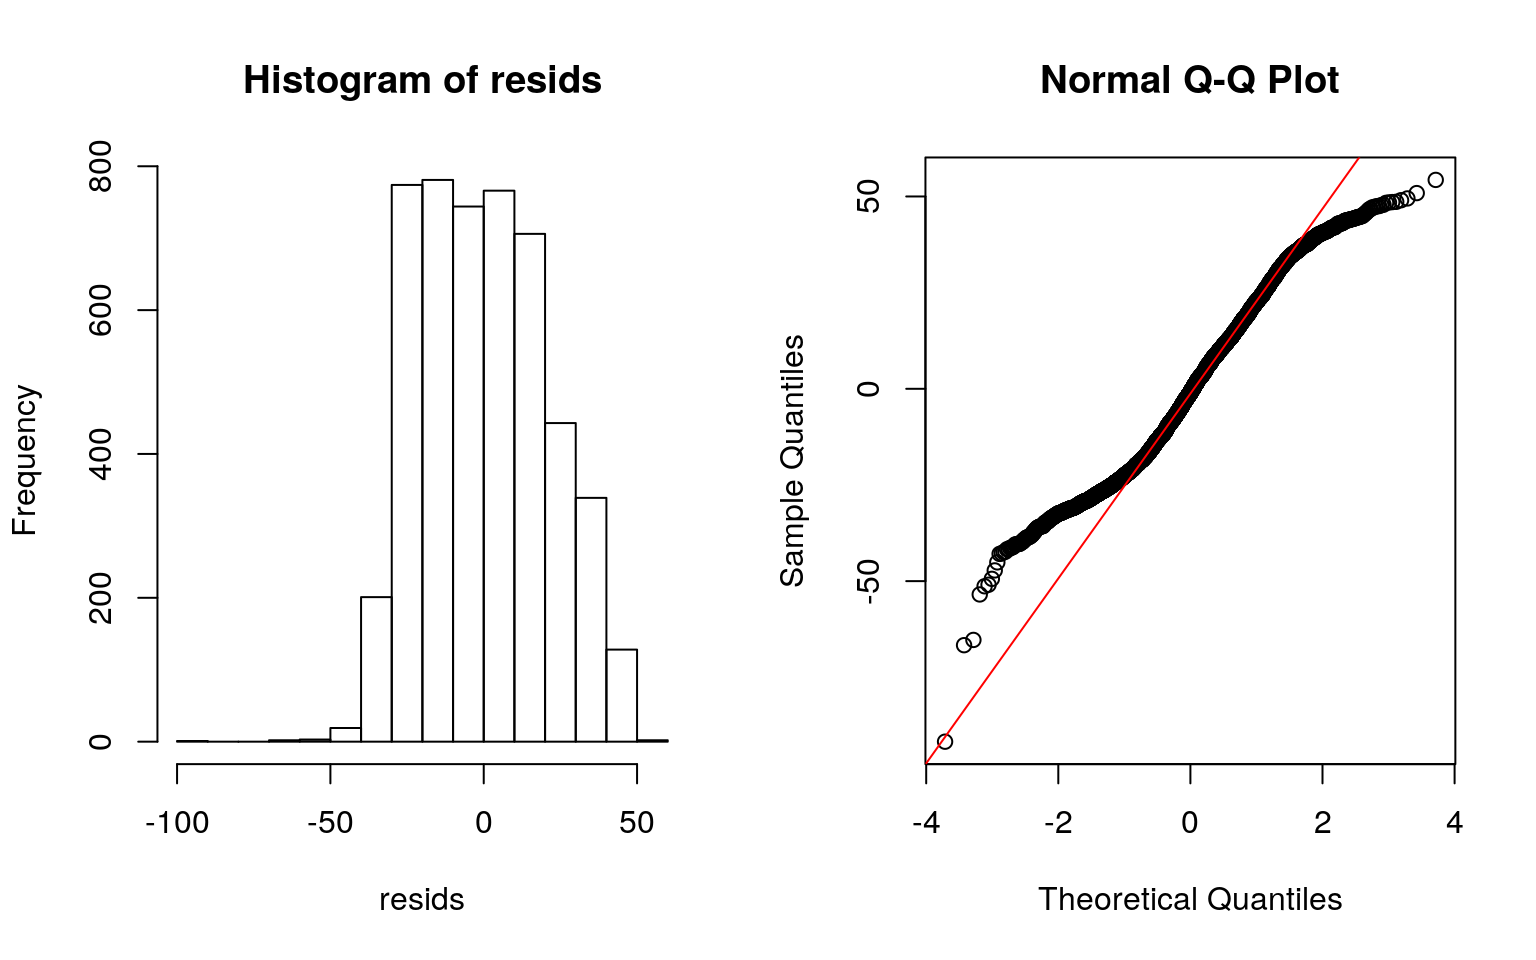 Histogram of resids
Frequency
0
200
400
600
800
-100
-50
0
50
resids
Normal Q-Q Plot
Sample Quantiles
-50
0
50
-4
-2
0
2
4
Theoretical Quantiles